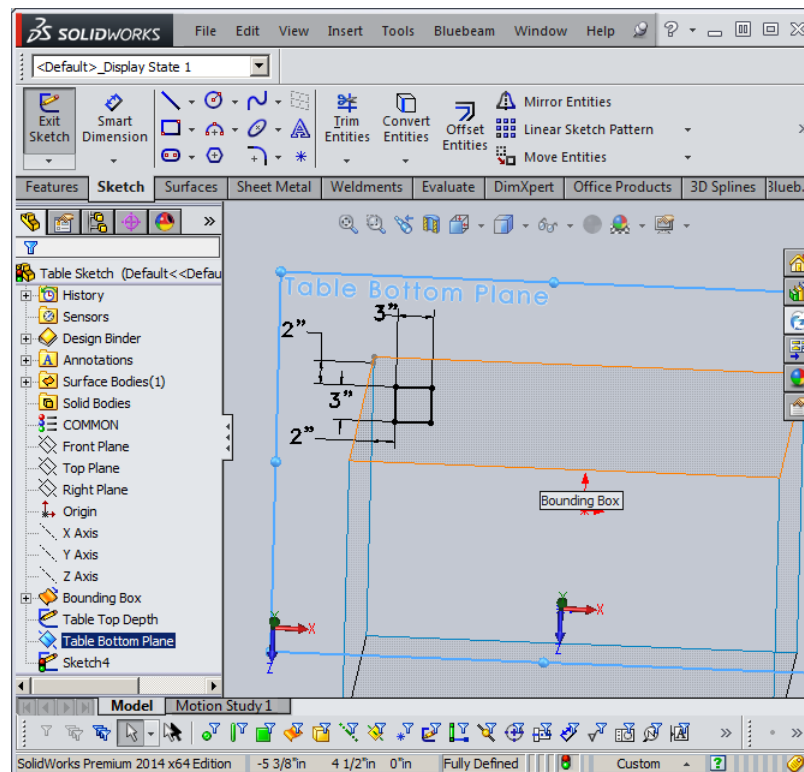 SOLIDWORKS File Edit View Insert Tools Bluebeam Window Help ?
<Default>_Display State 1
Exit Sketch
Smart Dimension
Trim Entities
Convert Entities
Offset Entities
Mirror Entities
Linear Sketch Pattern
Move Entities
Features Sketch Surfaces Sheet Metal Weldments Evaluate DimXpert Office Products 3D Splines Blueb
Table Sketch (Default<<Defau
History
Sensors
Design Binder
A Annotations
Surface Bodies(1)
Solid Bodies
COMMON
Front Plane
Top Plane
Right Plane
Origin
X Axis
Y Axis
Z Axis
Bounding Box
Table Top Depth
Table Bottom Plane
Sketch4
Table Bottom Plane
3"
2"
3"
2"
Bounding Box
Y X Z
Y X Z
Model Motion Study 1
SolidWorks Premium 2014 x64 Edition -5 3/8"in 4 1/2"in 0"in Fully Defined Custom ?